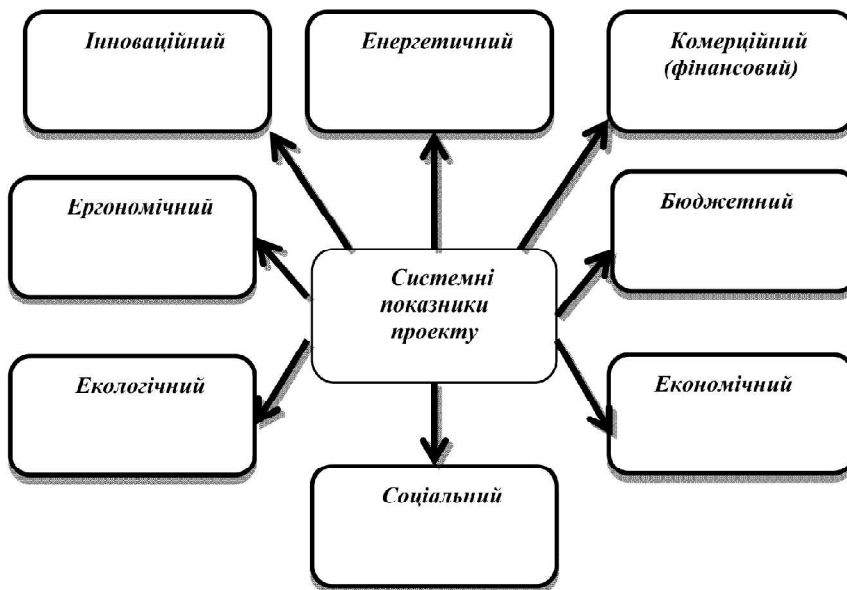 Інноваційний
Енергетичний
Комерційний
(фінансовий)
Ергономічний
Бюджетний
Системні
показники
проекту
Екологічний
Економічний
Соціальний